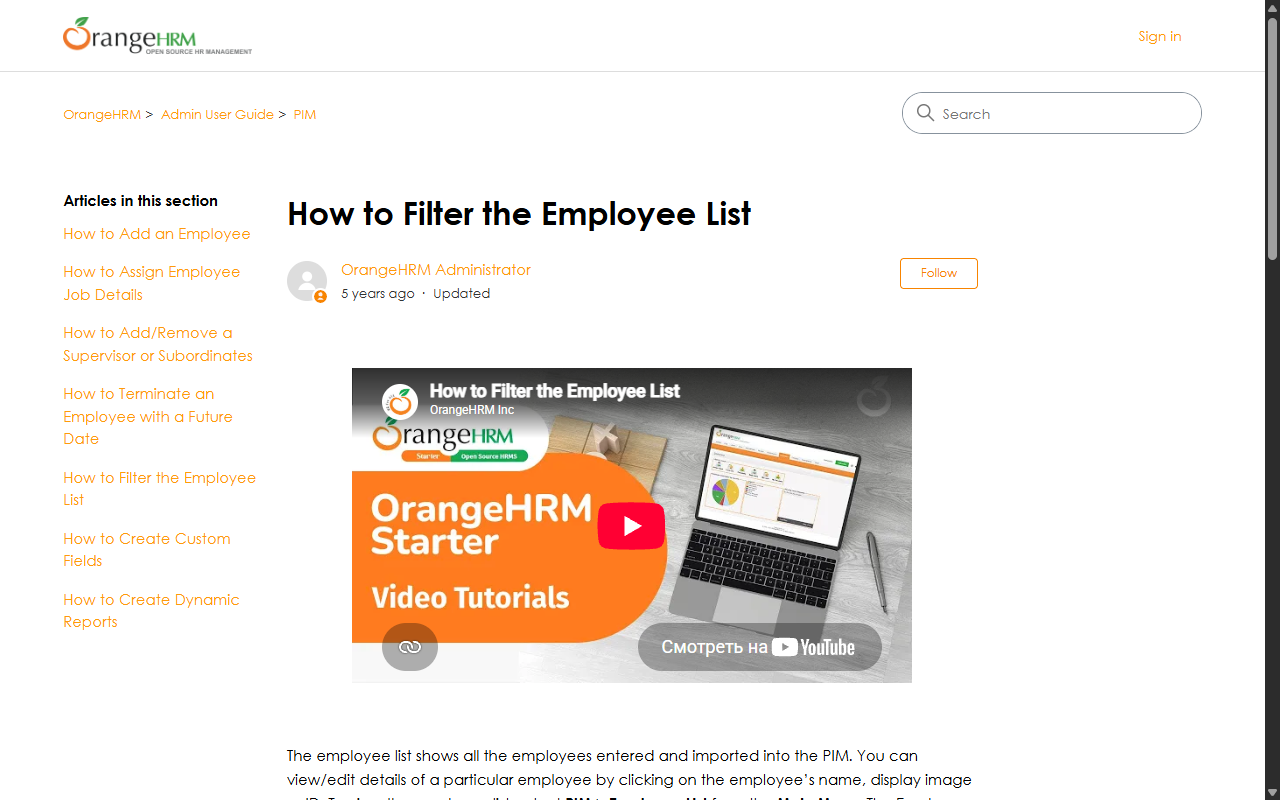 OrangeHRM
OPEN SOURCE HR MANAGEMENT
Sign in
OrangeHRM > Admin User Guide > PIM
Search
Articles in this section
How to Add an Employee
How to Assign Employee
Job Details
How to Add/Remove a
Supervisor or Subordinates
How to Terminate an
Employee with a Future
Date
How to Filter the Employee
List
How to Create Custom
Fields
How to Create Dynamic
Reports
How to Filter the Employee List
OrangeHRM Administrator
5 years ago · Updated
Follow
How to Filter the Employee List
OrangeHRM Inc
OrangeHRM
Starter Open Source HRMS
OrangeHRM
Starter
Video Tutorials
Смотреть на YouTube
The employee list shows all the employees entered and imported into the PIM. You can
view/edit details of a particular employee by clicking on the employee’s name, display image